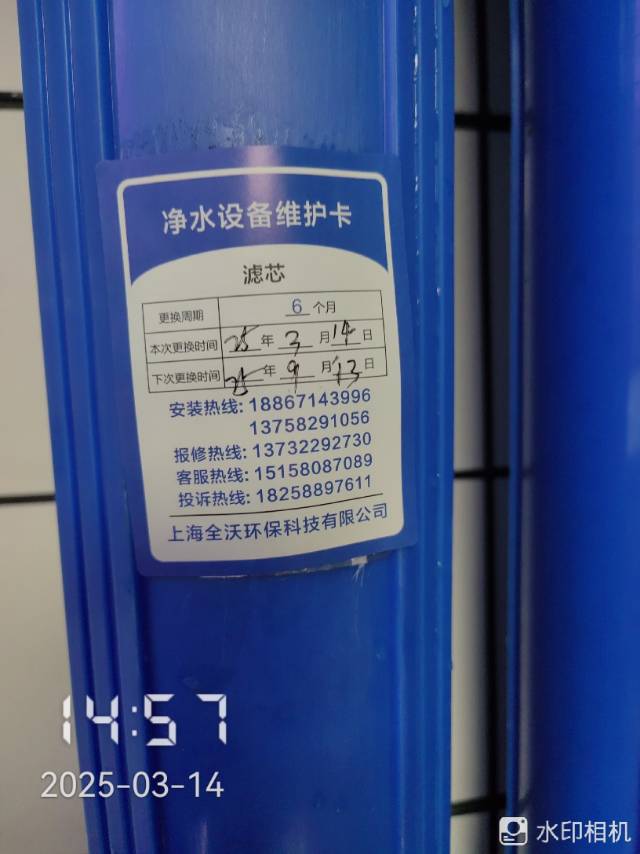 净水设备维护卡
滤芯
更换周期 6 个月
本次更换时间 25 年 3 月 14 日
下次更换时间 25 年 9 月 13 日
安装热线: 18867143996
13758291056
报修热线: 13732292730
客服热线: 15158087089
投诉热线: 18258897611
上海全沃环保科技有限公司
14:57
2025-03-14
水印相机